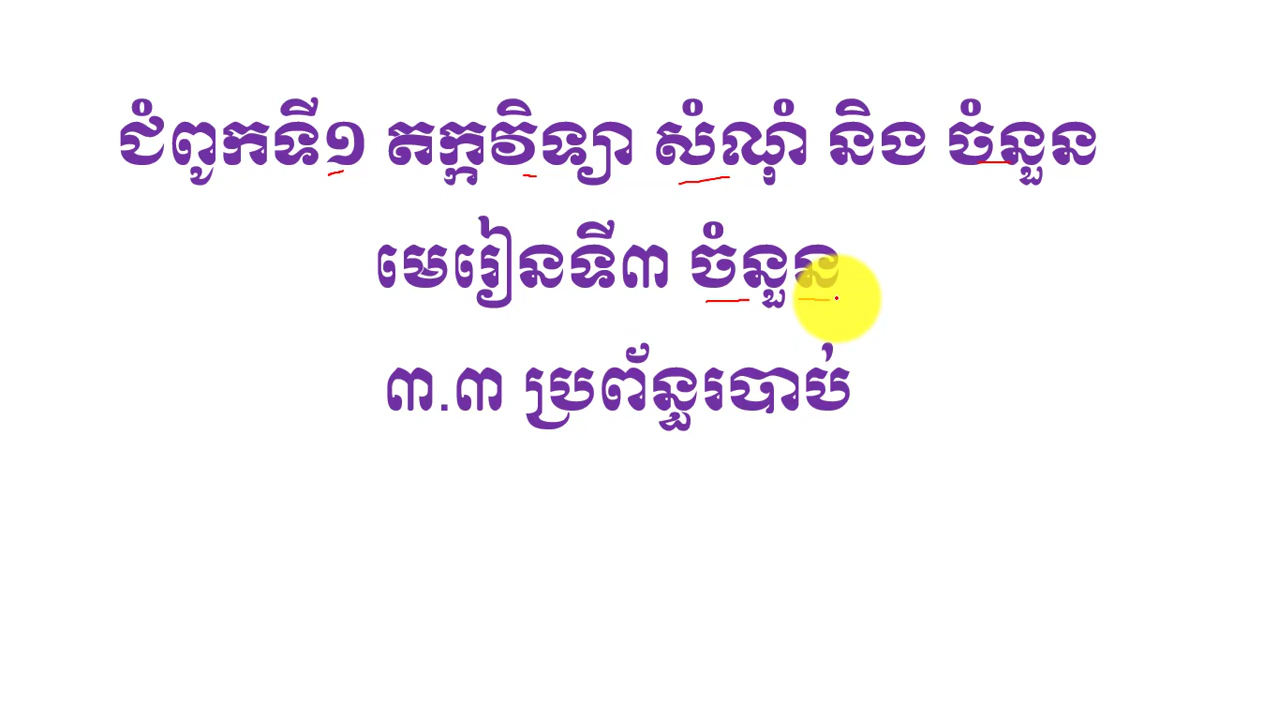 ជំពូកទី១ តក្កវិទ្យា សំណុំ និង ចំនួន
មេរៀនទី៣ ចំនួន
៣.៣ ប្រព័ន្ធរបាប់